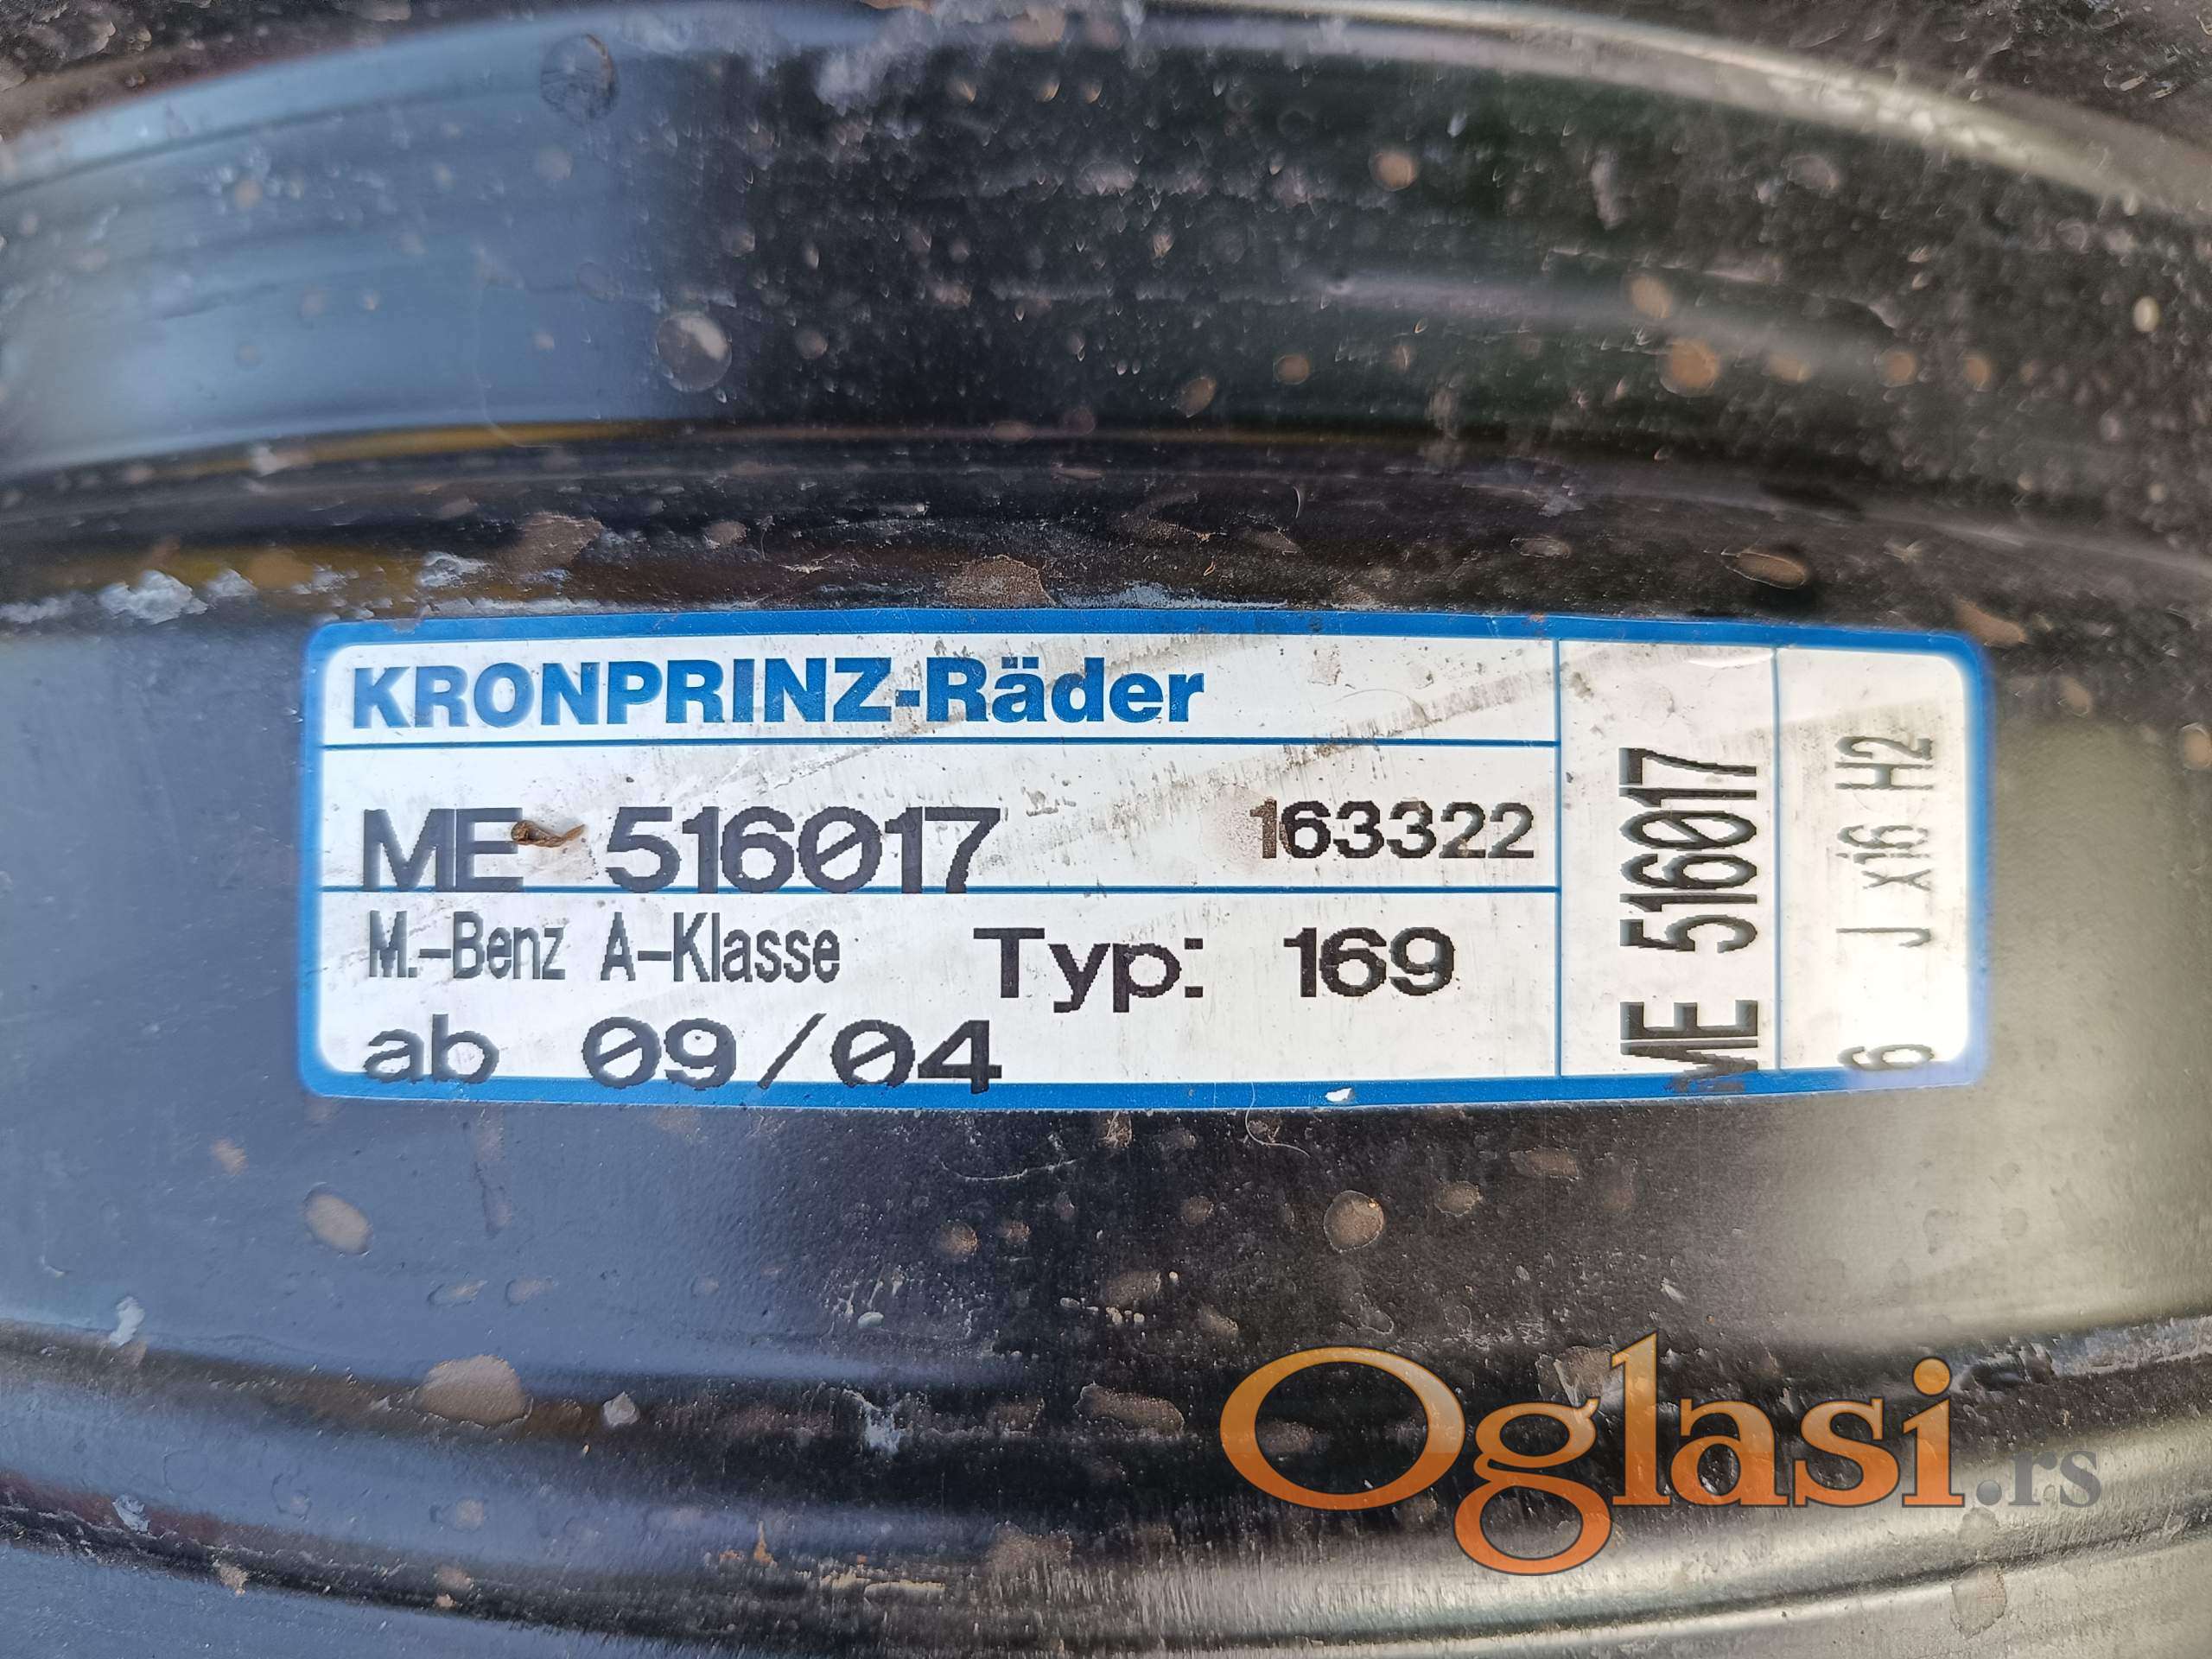 KRONPRINZ-Räder
ME 516017 163322
M.-Benz A-Klasse Typ: 169
ab 09/04
ME 516017
6 J x16 H2
Oglasi.rs